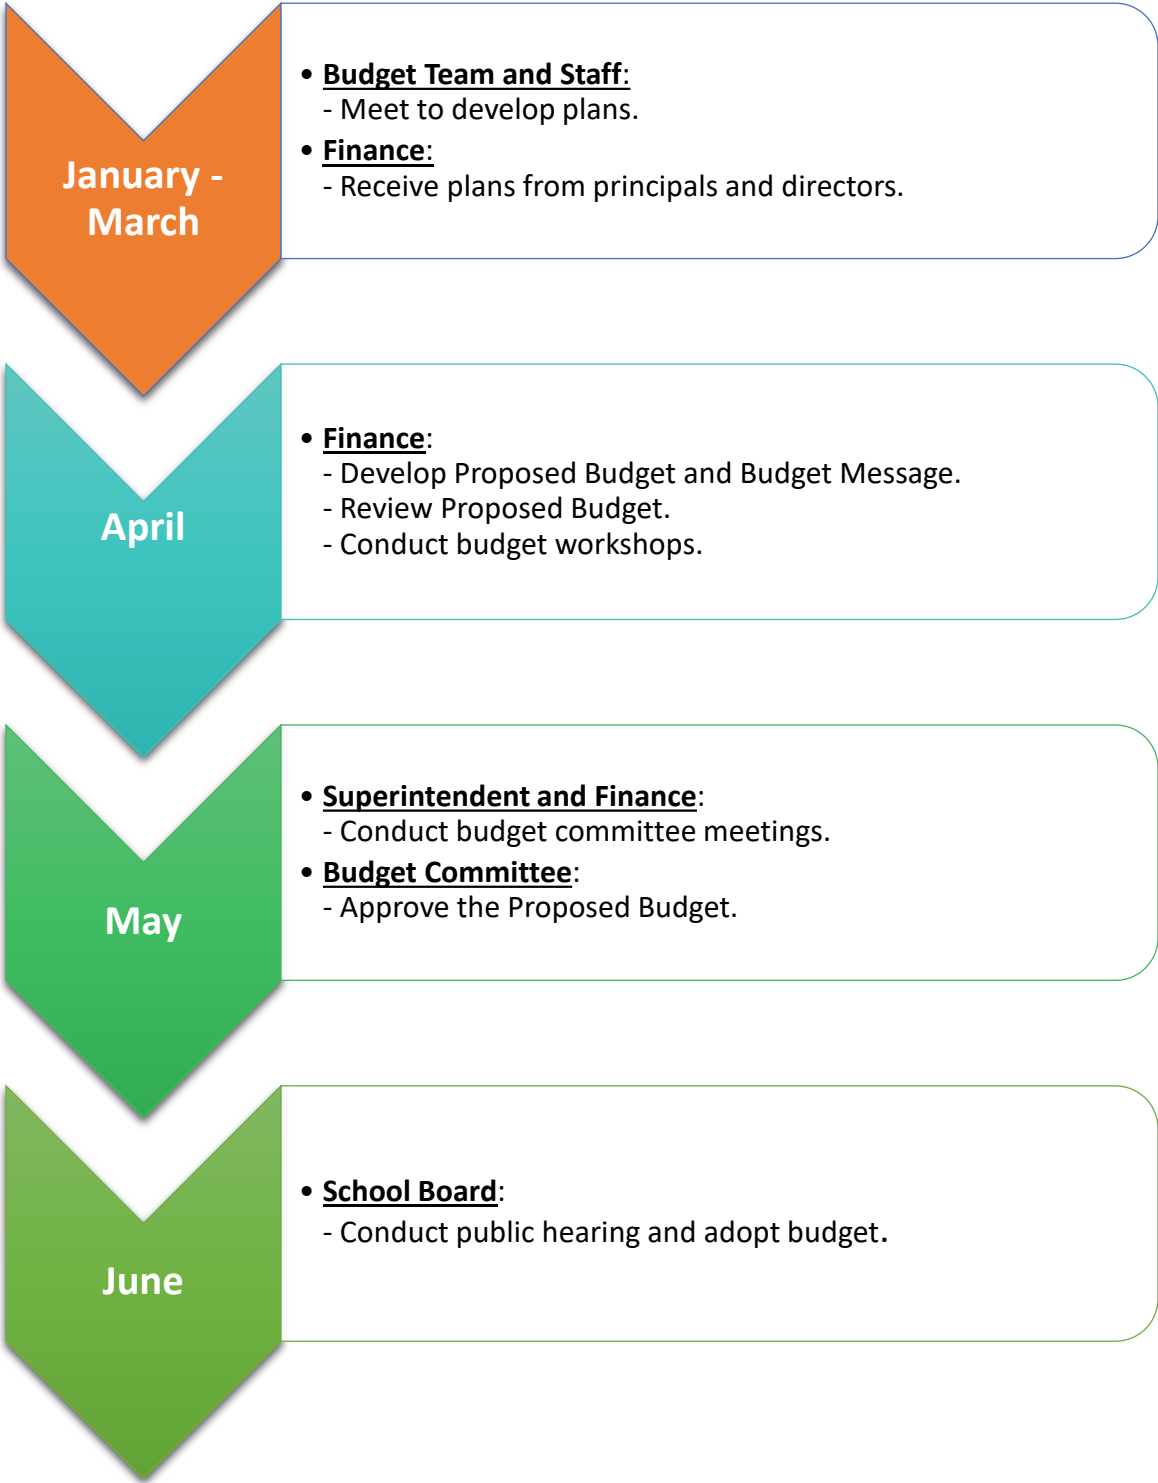 January -
March
• Budget Team and Staff:
- Meet to develop plans.
• Finance:
- Receive plans from principals and directors.
April
• Finance:
- Develop Proposed Budget and Budget Message.
- Review Proposed Budget.
- Conduct budget workshops.
May
• Superintendent and Finance:
- Conduct budget committee meetings.
• Budget Committee:
- Approve the Proposed Budget.
June
• School Board:
- Conduct public hearing and adopt budget.